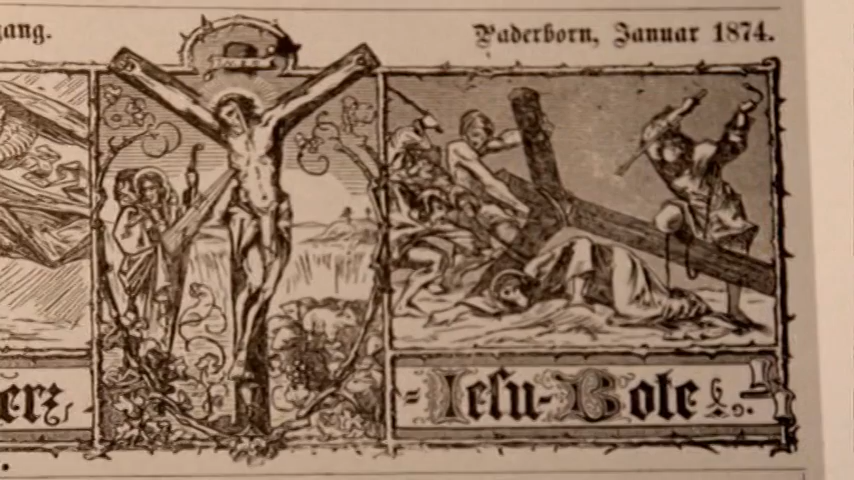 gang. Paderborn, Januar 1874.
erz, - Jesu-Bote